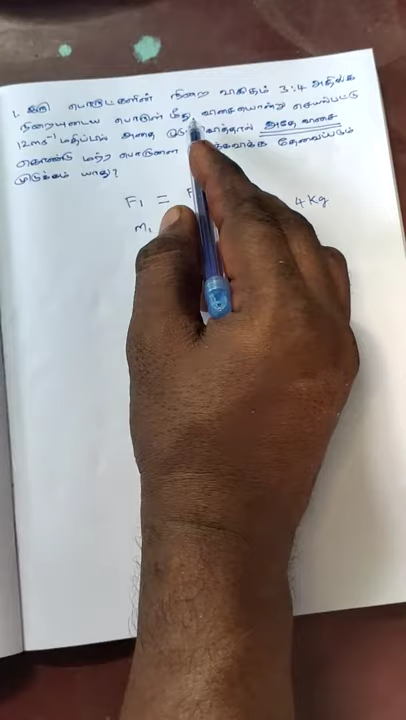 1. இரு பொருட்களின் நிறை விகிதம் 3:4 அதிக
நிறையுடைய பொருள் மீது விசையொன்று செயல்பட்டு
12ms⁻¹ மதிப்பில் அதை அதே விசை
கொண்டு மற்ற பொருளை தேவைப்படும்
முடுக்கம் யாது?
F₁ = F 4 Kg
m₁